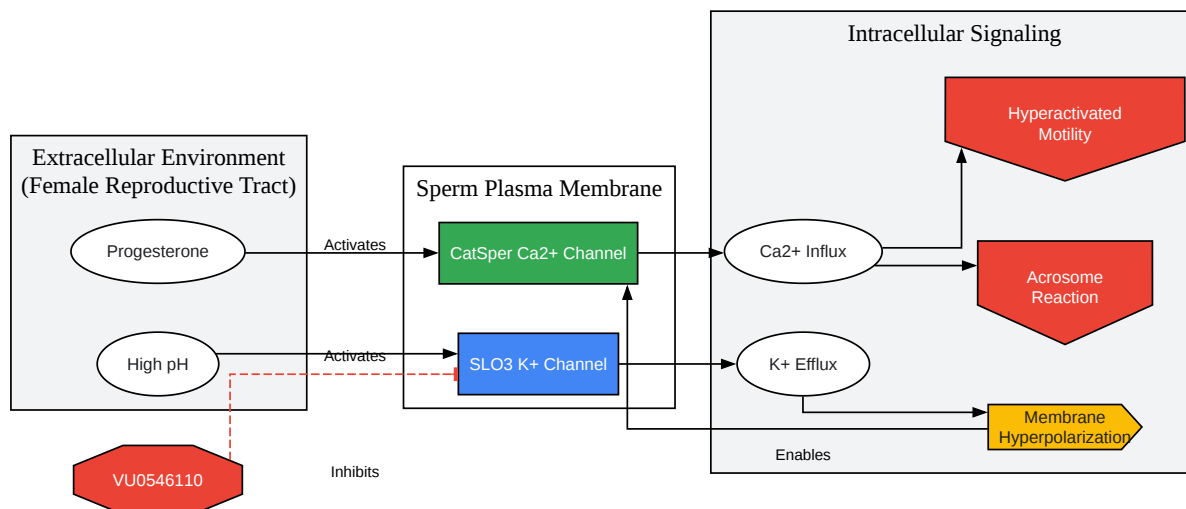 Intracellular Signaling
Hyperactivated
Motility
Extracellular Environment
(Female Reproductive Tract)
Sperm Plasma Membrane
Progesterone
Activates
CatSper Ca2+ Channel
Ca2+ Influx
Acrosome
Reaction
High pH
Activates
SLO3 K+ Channel
K+ Efflux
Membrane
Hyperpolarization
Enables
VU0546110
Inhibits